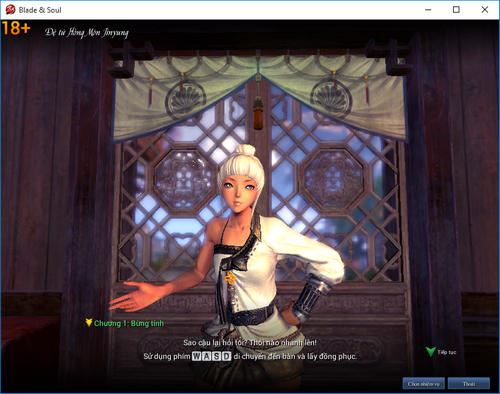 Blade & Soul
18+
Đệ tử Hồng Môn Jinyung
Chương 1: Bừng tỉnh
Sao cậu lại hỏi tôi? Thôi nào nhanh lên!
Sử dụng phím W A S D di chuyển đến bàn và lấy đồng phục.
Tiếp tục
Chọn nhiệm vụ
Thoát